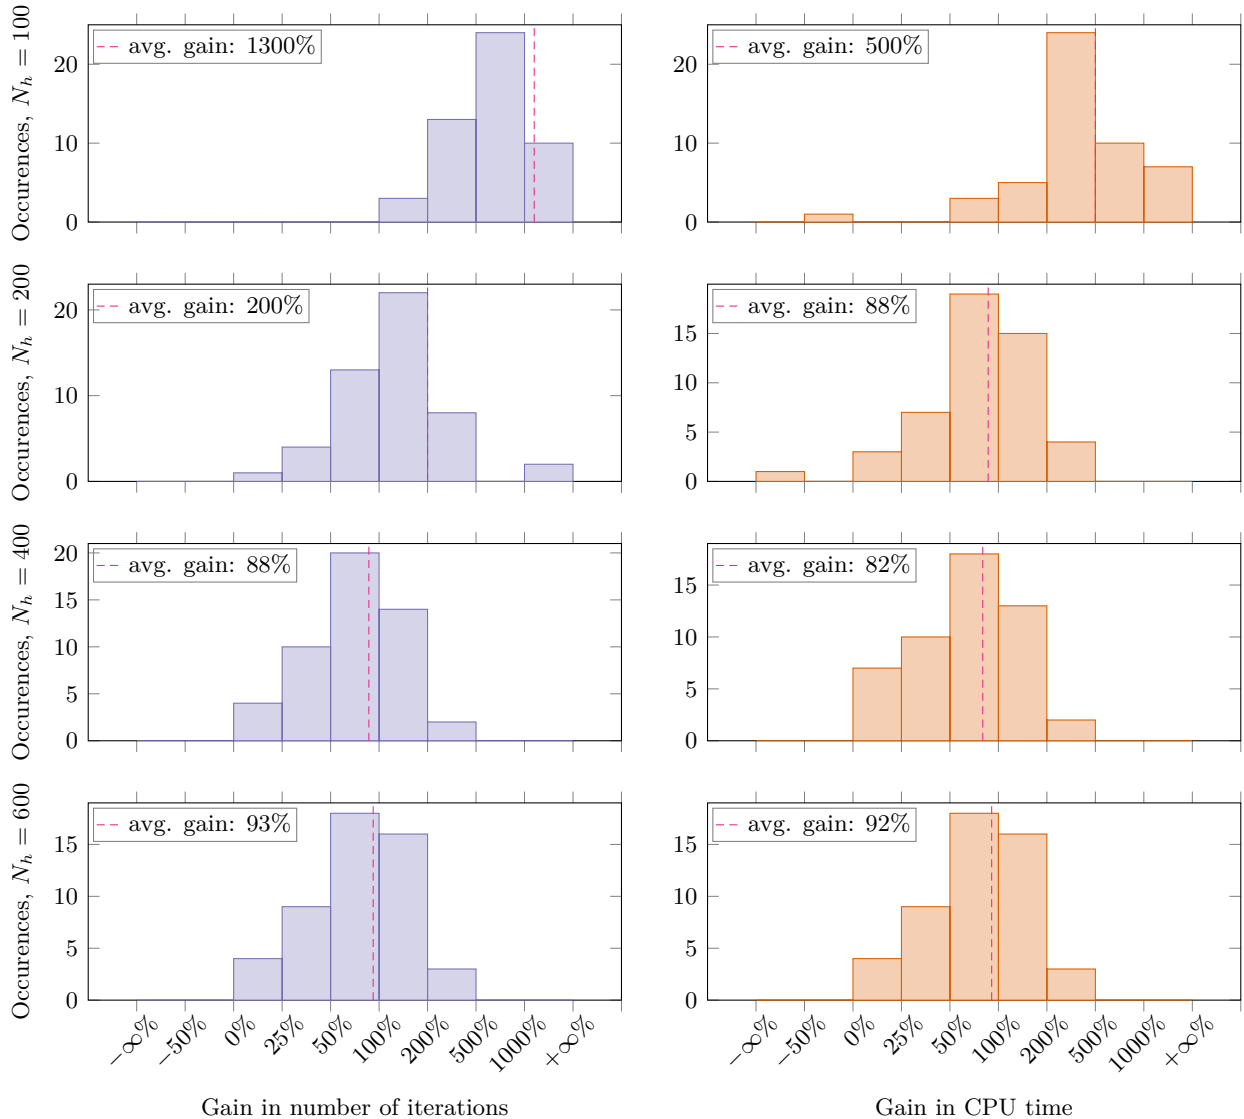 Occurences, N_h = 100
20
10
0
avg. gain: 1300%
20
10
0
avg. gain: 500%
Occurences, N_h = 200
20
10
0
avg. gain: 200%
15
10
5
0
avg. gain: 88%
Occurences, N_h = 400
20
15
10
5
0
avg. gain: 88%
15
10
5
0
avg. gain: 82%
Occurences, N_h = 600
15
10
5
0
avg. gain: 93%
15
10
5
0
avg. gain: 92%
−∞% −50% 0% 25% 50% 100% 200% 500% 1000% +∞%
−∞% −50% 0% 25% 50% 100% 200% 500% 1000% +∞%
Gain in number of iterations
Gain in CPU time